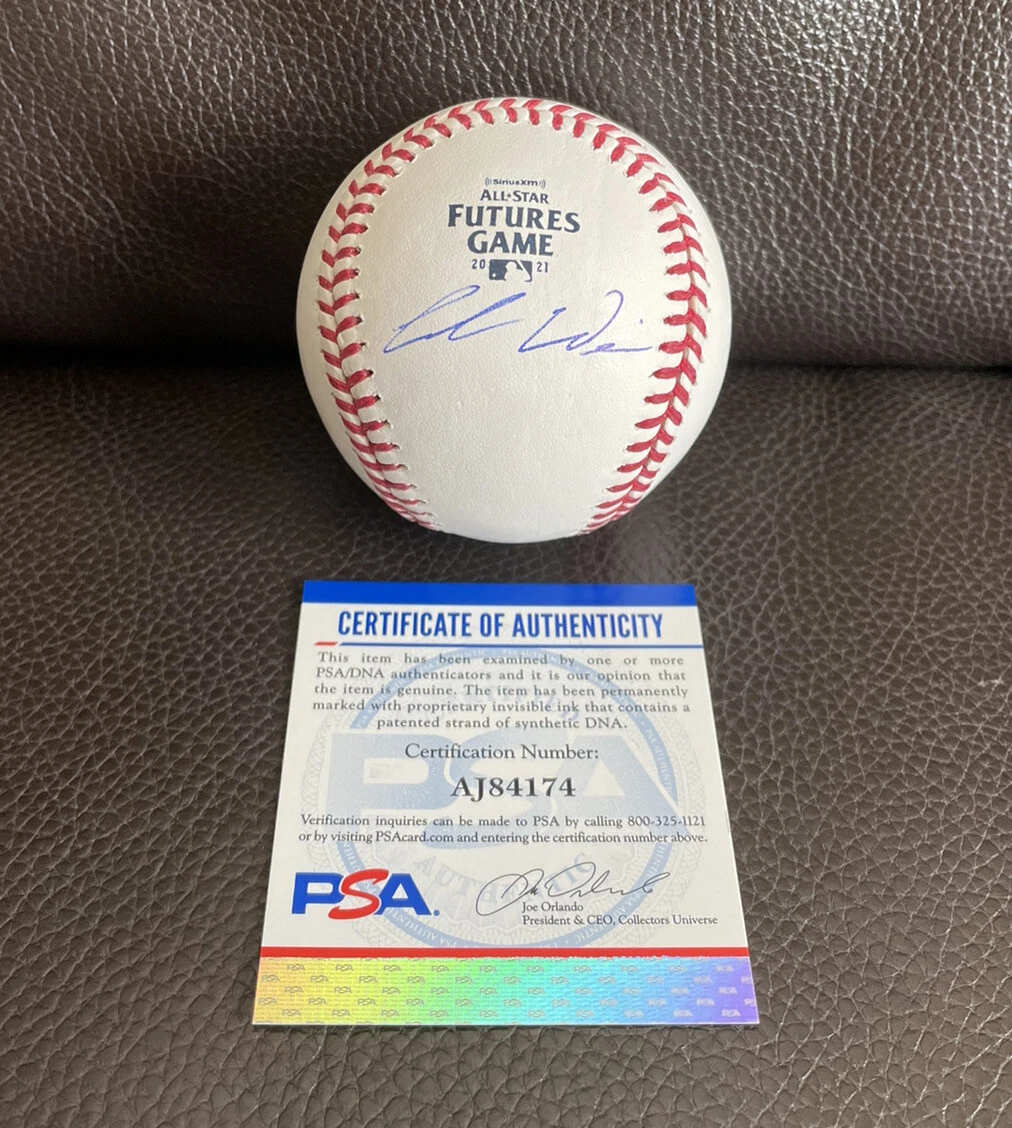 SiriusXM
ALL★STAR
FUTURES
GAME
20 21
CERTIFICATE OF AUTHENTICITY
This item has been examined by one or more
PSA/DNA authenticators and it is our opinion that
the item is genuine. The item has been permanently
marked with proprietary invisible ink that contains a
patented strand of synthetic DNA.
Certification Number:
AJ84174
Verification inquiries can be made to PSA by calling 800-325-1121
or by visiting PSAcard.com and entering the certification number above.
PSA®
Joe Orlando
President & CEO, Collectors Universe